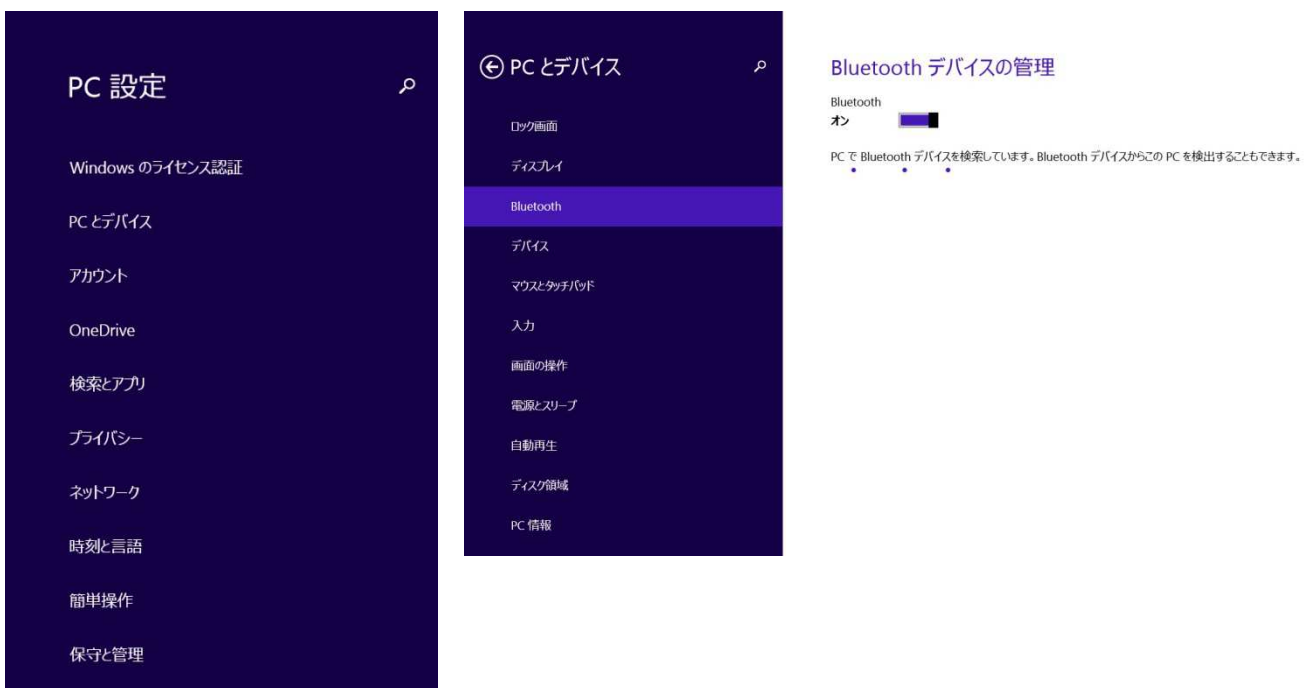 PC 設定
Windows のライセンス認証
PC とデバイス
アカウント
OneDrive
検索とアプリ
プライバシー
ネットワーク
時刻と言語
簡単操作
保守と管理
PC とデバイス
ロック画面
ディスプレイ
Bluetooth
デバイス
マウスとタッチパッド
入力
画面の操作
電源とスリープ
自動再生
ディスク領域
PC 情報
Bluetooth デバイスの管理
Bluetooth
オン
PC で Bluetooth デバイスを検索しています。Bluetooth デバイスからこの PC を検出することもできます。